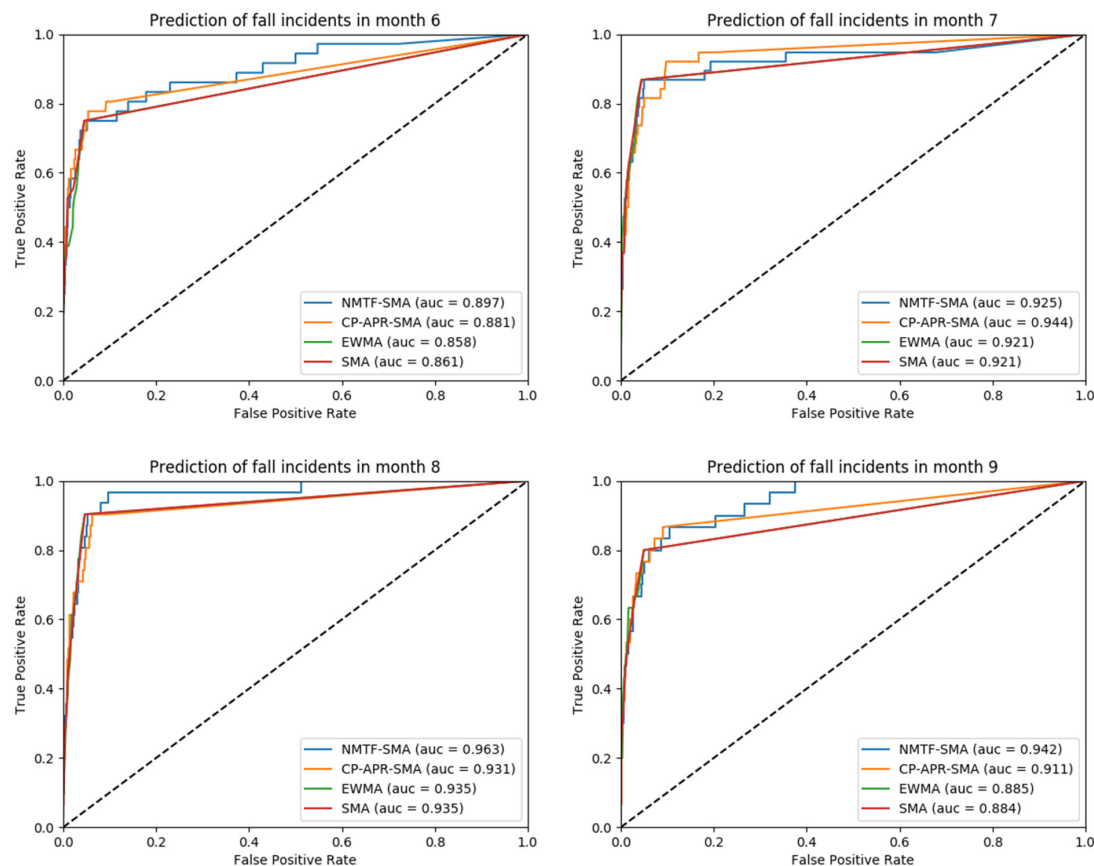 Prediction of fall incidents in month 6
1.0
0.8
0.6
0.4
0.2
0.0
True Positive Rate
NMTF-SMA (auc = 0.897)
CP-APR-SMA (auc = 0.881)
EWMA (auc = 0.858)
SMA (auc = 0.861)
0.0 0.2 0.4 0.6 0.8 1.0
False Positive Rate
Prediction of fall incidents in month 7
1.0
0.8
0.6
0.4
0.2
0.0
True Positive Rate
NMTF-SMA (auc = 0.925)
CP-APR-SMA (auc = 0.944)
EWMA (auc = 0.921)
SMA (auc = 0.921)
0.0 0.2 0.4 0.6 0.8 1.0
False Positive Rate
Prediction of fall incidents in month 8
1.0
0.8
0.6
0.4
0.2
0.0
True Positive Rate
NMTF-SMA (auc = 0.963)
CP-APR-SMA (auc = 0.931)
EWMA (auc = 0.935)
SMA (auc = 0.935)
0.0 0.2 0.4 0.6 0.8 1.0
False Positive Rate
Prediction of fall incidents in month 9
1.0
0.8
0.6
0.4
0.2
0.0
True Positive Rate
NMTF-SMA (auc = 0.942)
CP-APR-SMA (auc = 0.911)
EWMA (auc = 0.885)
SMA (auc = 0.884)
0.0 0.2 0.4 0.6 0.8 1.0
False Positive Rate